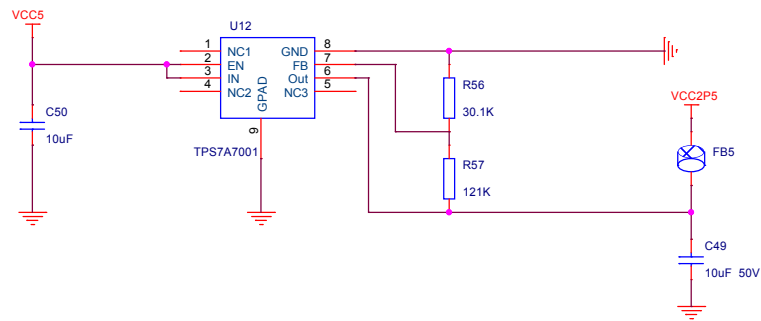 VCC5
U12
1 NC1 GND 8
2 EN FB 7
3 IN Out 6
4 NC2 NC3 5
GPAD
9
TPS7A7001
C50
10uF
R56
30.1K
R57
121K
VCC2P5
FB5
C49
10uF 50V